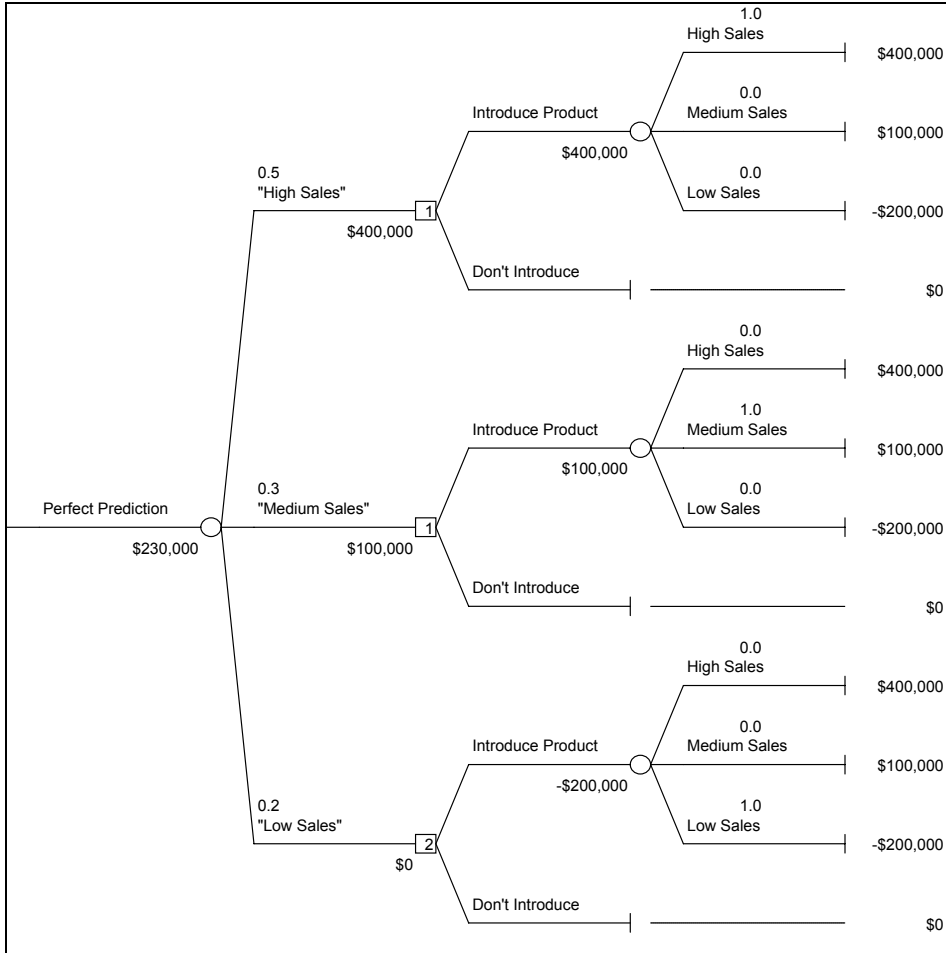 1.0
High Sales
$400,000
0.0
Introduce Product
Medium Sales
$100,000
$400,000
0.5
0.0
"High Sales"
Low Sales
1
-$200,000
$400,000
Don't Introduce
$0
0.0
High Sales
$400,000
1.0
Introduce Product
Medium Sales
$100,000
$100,000
0.3
0.0
Perfect Prediction
"Medium Sales"
Low Sales
1
-$200,000
$230,000
$100,000
Don't Introduce
$0
0.0
High Sales
$400,000
0.0
Introduce Product
Medium Sales
$100,000
-$200,000
0.2
1.0
"Low Sales"
Low Sales
2
-$200,000
$0
Don't Introduce
$0